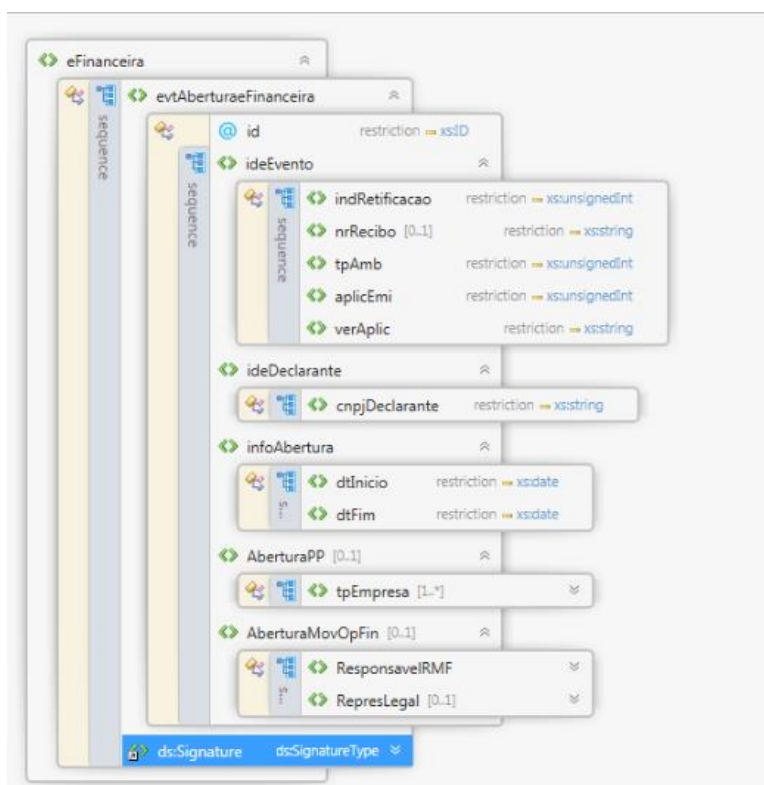 eFinanceira
evtAberturaeFinanceira
sequence
id restriction xs:ID
sequence
ideEvento
indRetificacao restriction xs:unsignedInt
sequence
nrRecibo [0..1] restriction xs:string
tpAmb restriction xs:unsignedInt
aplicEmi restriction xs:unsignedInt
verAplic restriction xs:string
ideDeclarante
cnpjDeclarante restriction xs:string
infoAbertura
dtInicio restriction xs:date
s...
dtFim restriction xs:date
AberturaPP [0..1]
tpEmpresa [1..*]
AberturaMovOpFin [0..1]
ResponsavelRMF
s...
RepresLegal [0..1]
ds:Signature ds:SignatureType